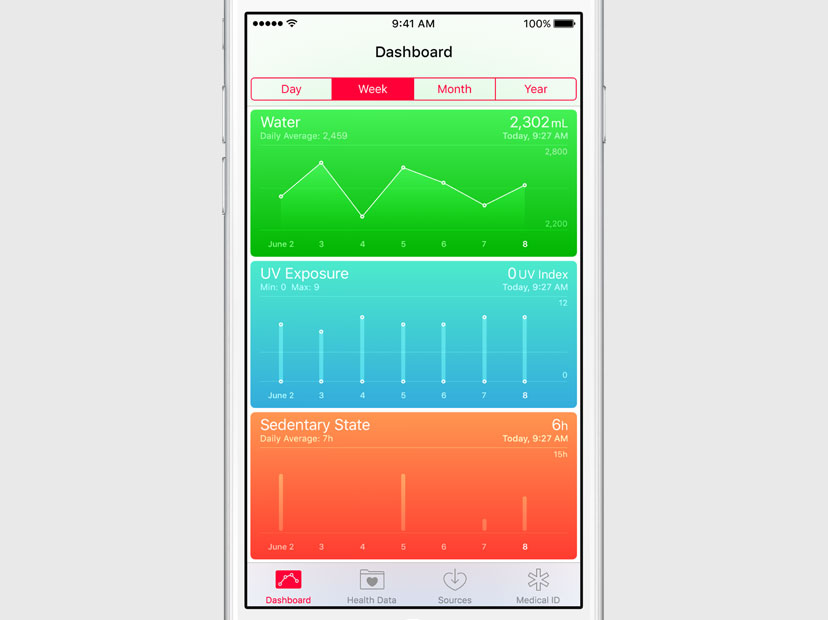 9:41 AM 100%
Dashboard
Day Week Month Year
Water 2,302 mL
Daily Average: 2,459 Today, 9:27 AM
2,800
2,200
June 2 3 4 5 6 7 8
UV Exposure 0 UV Index
Min: 0 Max: 9 Today, 9:27 AM
12
0
June 2 3 4 5 6 7 8
Sedentary State 6h
Daily Average: 7h Today, 9:27 AM
15h
June 2 3 4 5 6 7 8
Dashboard Health Data Sources Medical ID